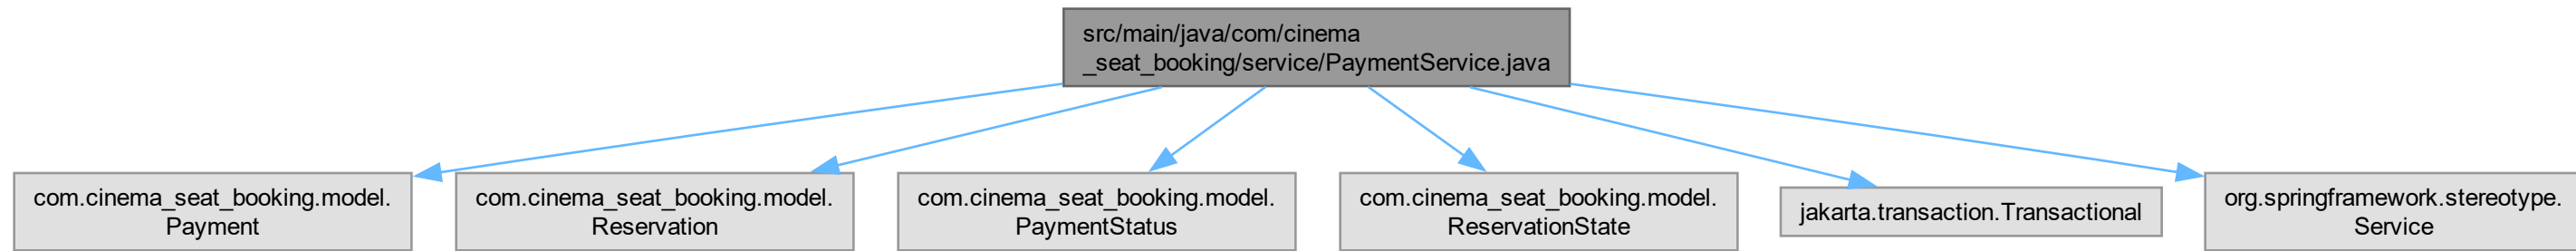 src/main/java/com/cinema
_seat_booking/service/PaymentService.java
com.cinema_seat_booking.model.
Payment
com.cinema_seat_booking.model.
Reservation
com.cinema_seat_booking.model.
PaymentStatus
com.cinema_seat_booking.model.
ReservationState
jakarta.transaction.Transactional
org.springframework.stereotype.
Service